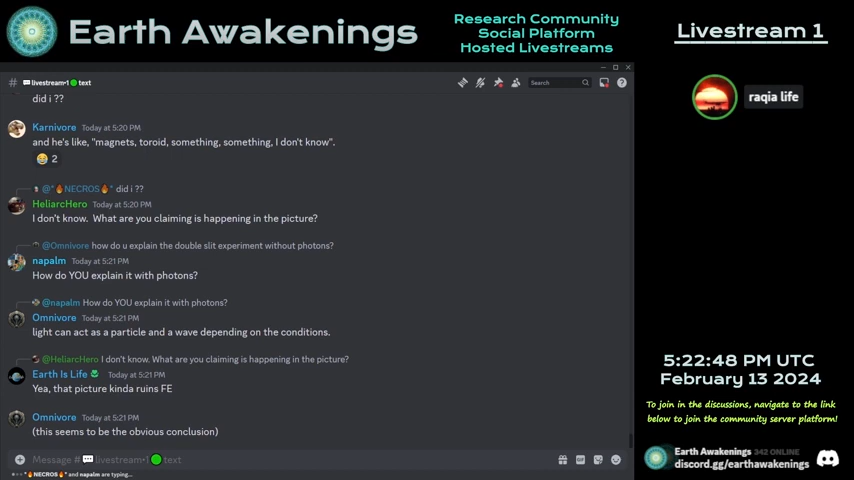 Earth Awakenings
Research Community
Social Platform
Hosted Livestreams
Livestream 1
# 💬livestream•1🟢text
Search
did i ??
Karnivore Today at 5:20 PM
and he's like, "magnets, toroid, something, something, I don't know".
😂 2
@"🔥NECROS🔥" did i ??
HeliarcHero Today at 5:20 PM
I don't know. What are you claiming is happening in the picture?
@Omnivore how do u explain the double slit experiment without photons?
napalm Today at 5:21 PM
How do YOU explain it with photons?
@napalm How do YOU explain it with photons?
Omnivore Today at 5:21 PM
light can act as a particle and a wave depending on the conditions.
@HeliarcHero I don't know. What are you claiming is happening in the picture?
Earth Is Life Today at 5:21 PM
Yea, that picture kinda ruins FE
Omnivore Today at 5:21 PM
(this seems to be the obvious conclusion)
Message #💬livestream•1🟢text
GIF
"🔥NECROS🔥" and napalm are typing...
raqia life
5:22:48 PM UTC
February 13 2024
To join in the discussions, navigate to the link
below to join the community server platform!
Earth Awakenings 342 ONLINE
discord.gg/earthawakenings